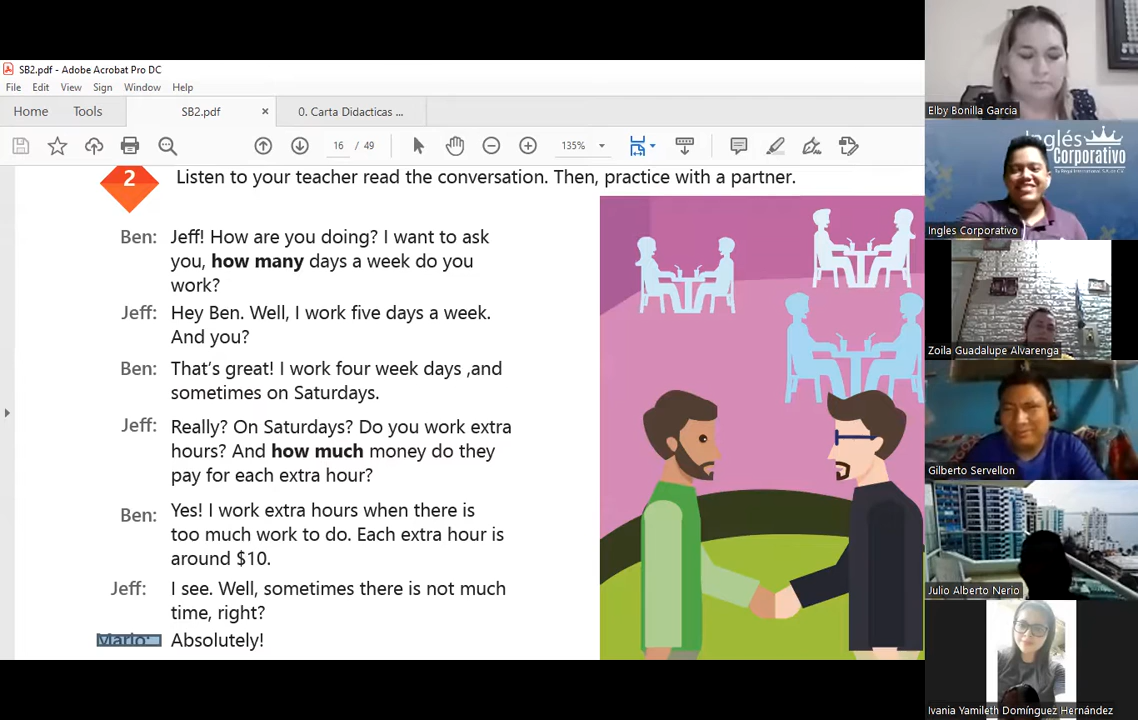 SB2.pdf - Adobe Acrobat Pro DC
File Edit View Sign Window Help
Home Tools SB2.pdf × 0. Carta Didacticas ...
16 / 49 135%
2 Listen to your teacher read the conversation. Then, practice with a partner.
Ben: Jeff! How are you doing? I want to ask
you, how many days a week do you
work?
Jeff: Hey Ben. Well, I work five days a week.
And you?
Ben: That's great! I work four week days ,and
sometimes on Saturdays.
Jeff: Really? On Saturdays? Do you work extra
hours? And how much money do they
pay for each extra hour?
Ben: Yes! I work extra hours when there is
too much work to do. Each extra hour is
around $10.
Jeff: I see. Well, sometimes there is not much
time, right?
Mario: Absolutely!
Elby Bonilla Garcia
Inglés
Corporativo
Ingles Corporativo
Zoila Guadalupe Alvarenga
Gilberto Servellon
Julio Alberto Nerio
Ivania Yamileth Domínguez Hernández